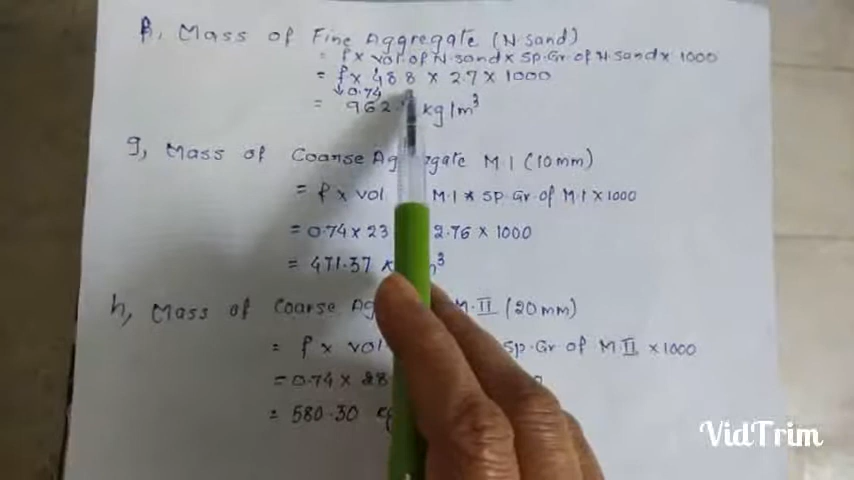 f, Mass of Fine Aggregate (N.Sand)
= f x vol. of N.sand x Sp.Gr. of N.Sand x 1000
= f x 48 8 x 2.7 x 1000
↓0.74
= 962. kg/m³
g, Mass of Coarse Aggregate M.I (10mm)
= f x vol M.I x SP.Gr. of M.I x 1000
= 0.74 x 23 2.76 x 1000
= 471.37
h, Mass of Coarse M.II (20mm)
= f x vol Sp.Gr of M.II x 1000
= 0.74 x 28
= 580.30
VidTrim